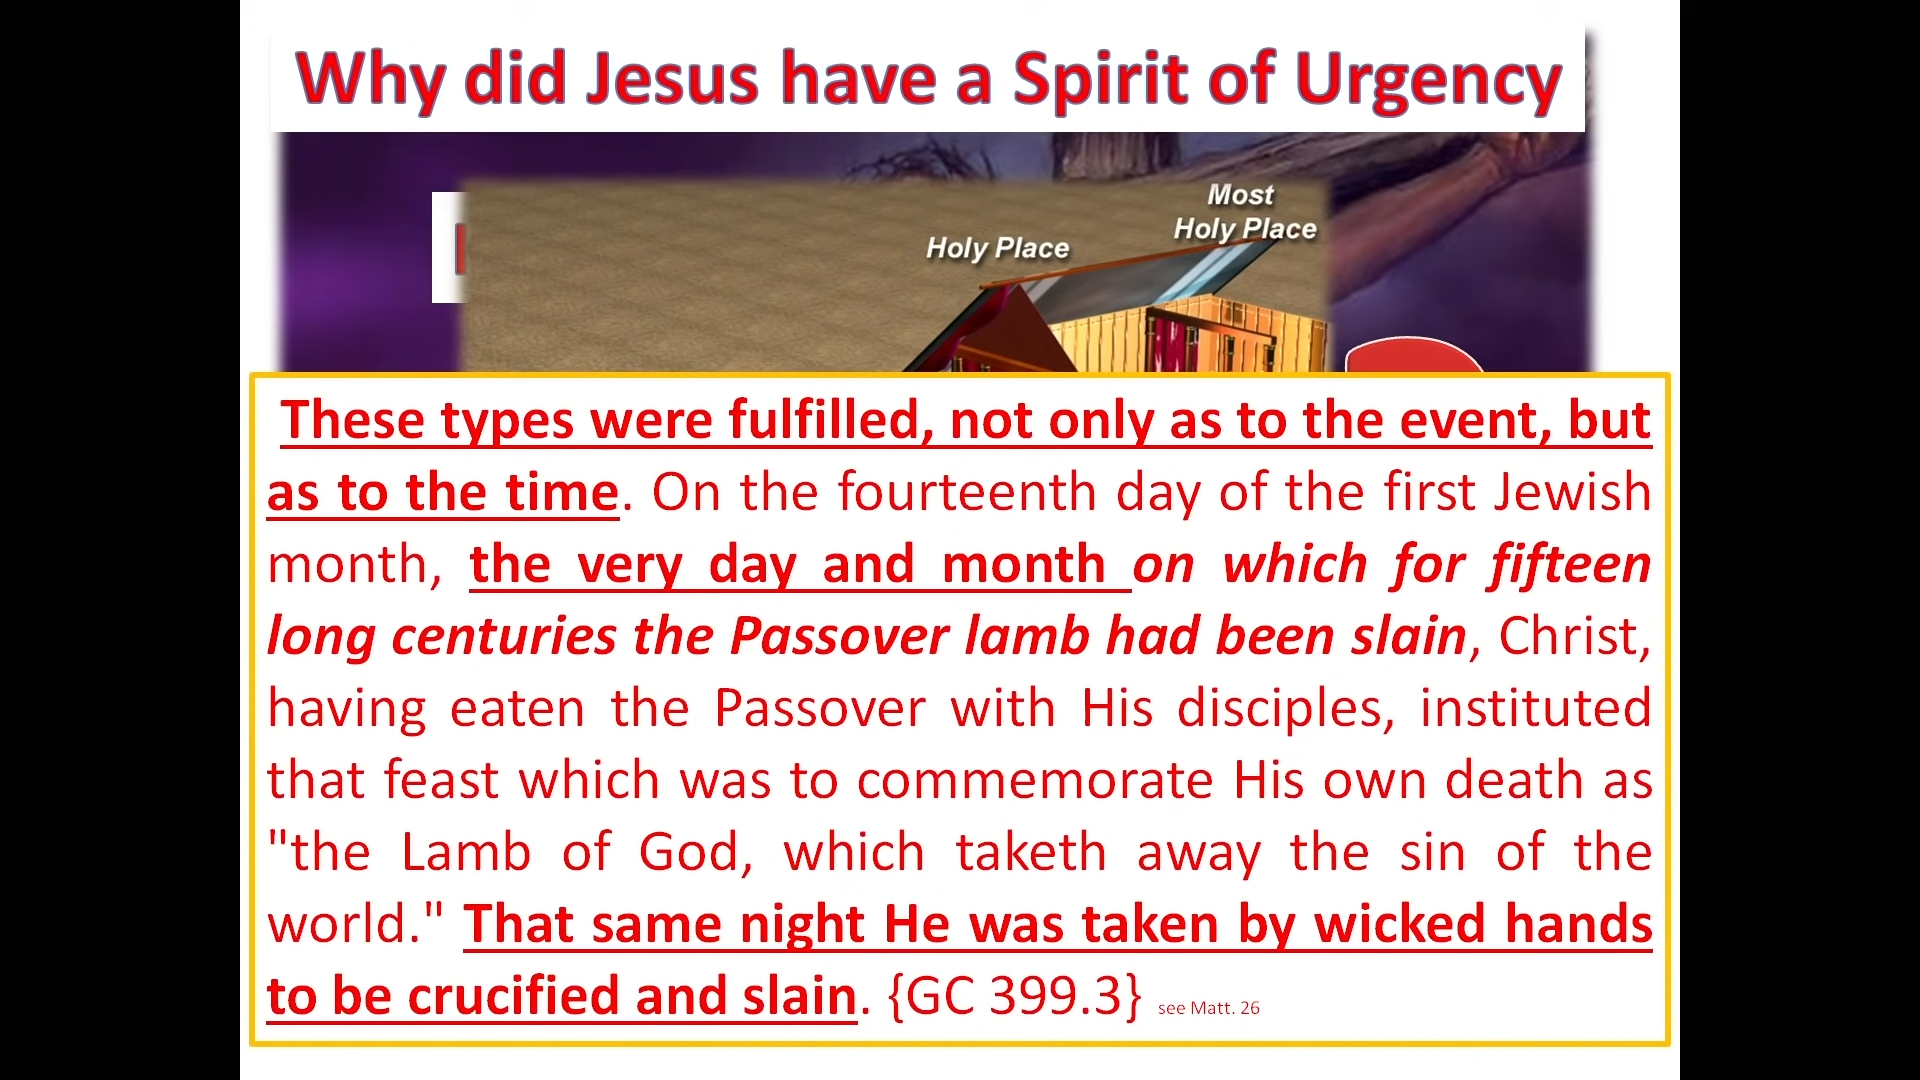 Why did Jesus have a Spirit of Urgency
Most
Holy Place
Holy Place
These types were fulfilled, not only as to the event, but
as to the time. On the fourteenth day of the first Jewish
month, the very day and month on which for fifteen
long centuries the Passover lamb had been slain, Christ,
having eaten the Passover with His disciples, instituted
that feast which was to commemorate His own death as
"the Lamb of God, which taketh away the sin of the
world." That same night He was taken by wicked hands
to be crucified and slain. {GC 399.3} see Matt. 26